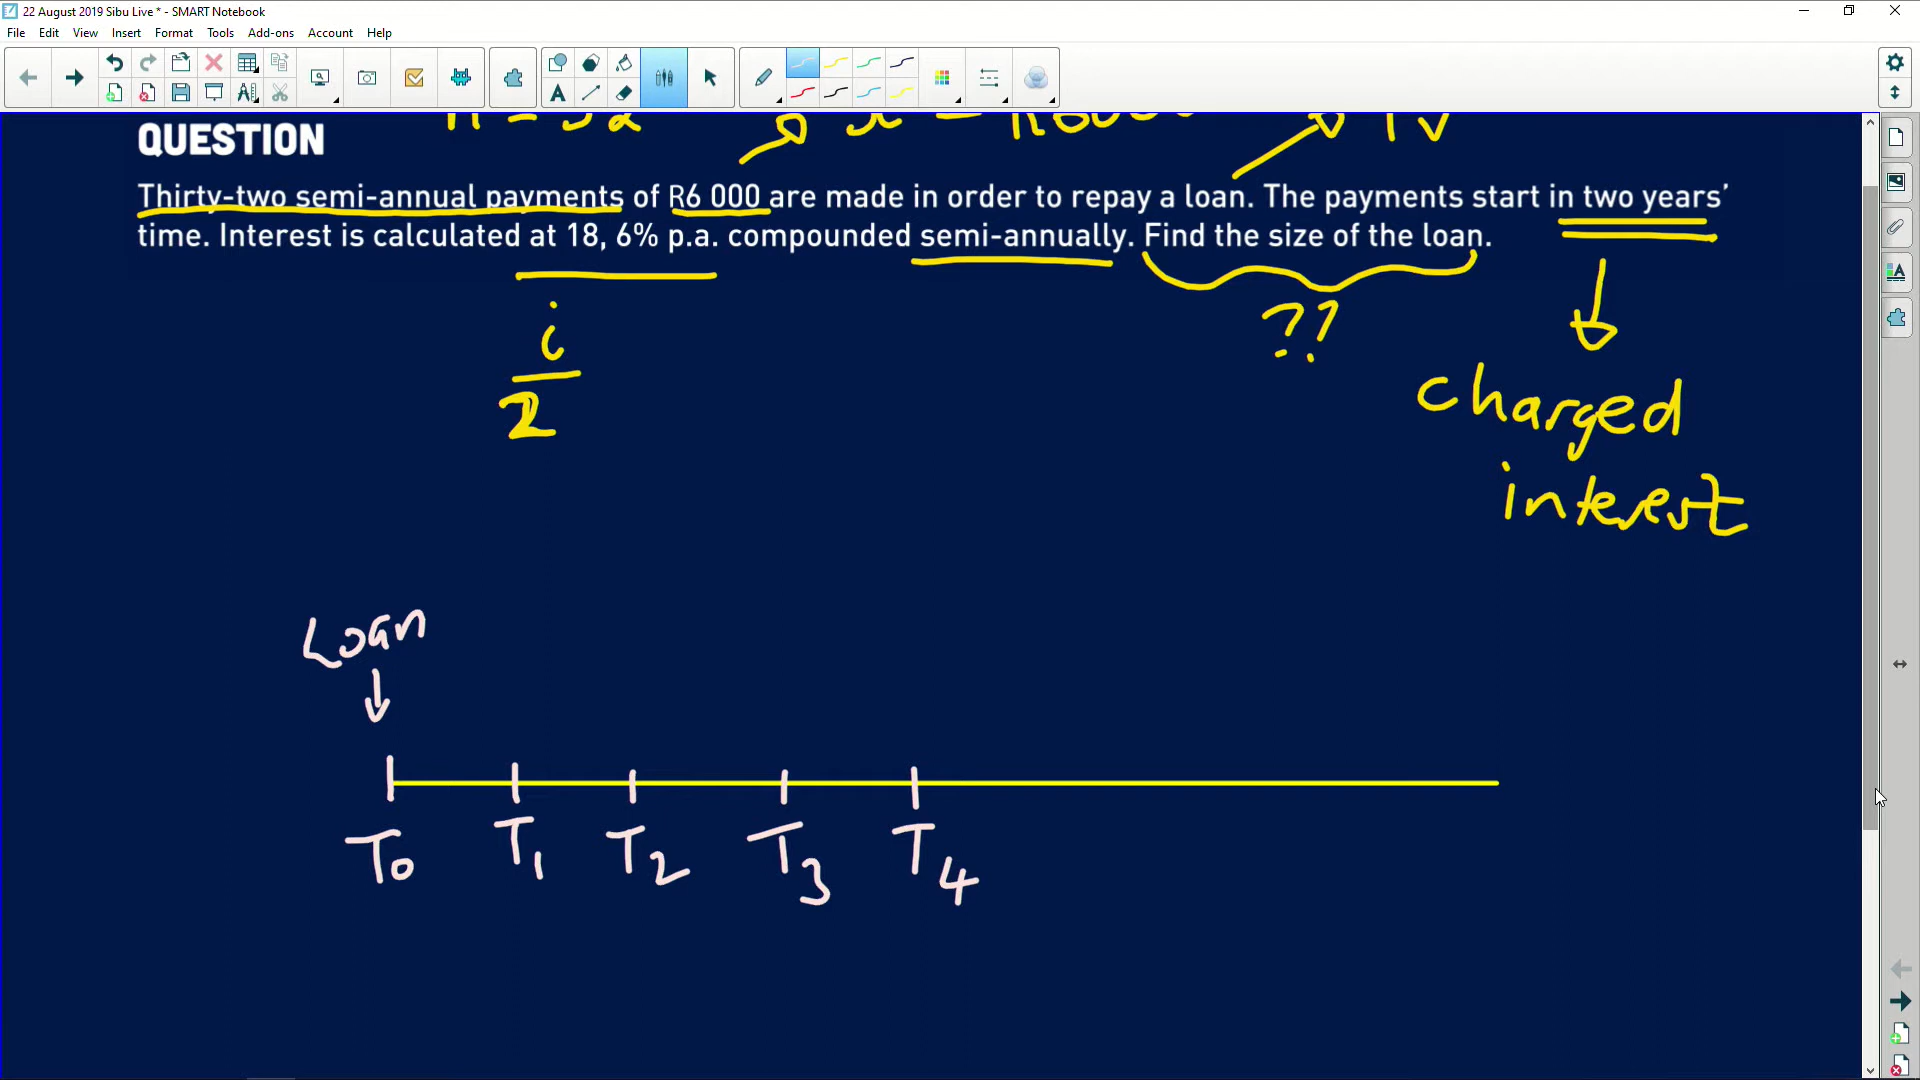 22 August 2019 Sibu Live * - SMART Notebook
File Edit View Insert Format Tools Add-ons Account Help
QUESTION
Thirty-two semi-annual payments of R6 000 are made in order to repay a loan. The payments start in two years'
time. Interest is calculated at 18, 6% p.a. compounded semi-annually. Find the size of the loan.
i
2
??
charged
interest
Loan
T0 T1 T2 T3 T4